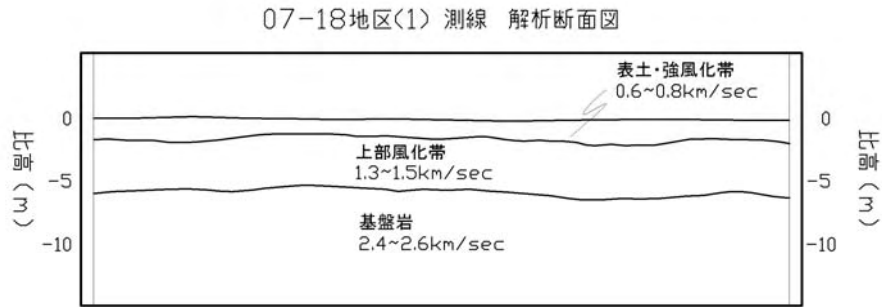 07-18地区(1) 測線 解析断面図
表土・強風化帯
0.6~0.8km/sec
0
0
上部風化帯
1.3~1.5km/sec
比高(m)
比高(m)
-5
-5
基盤岩
2.4~2.6km/sec
-10
-10